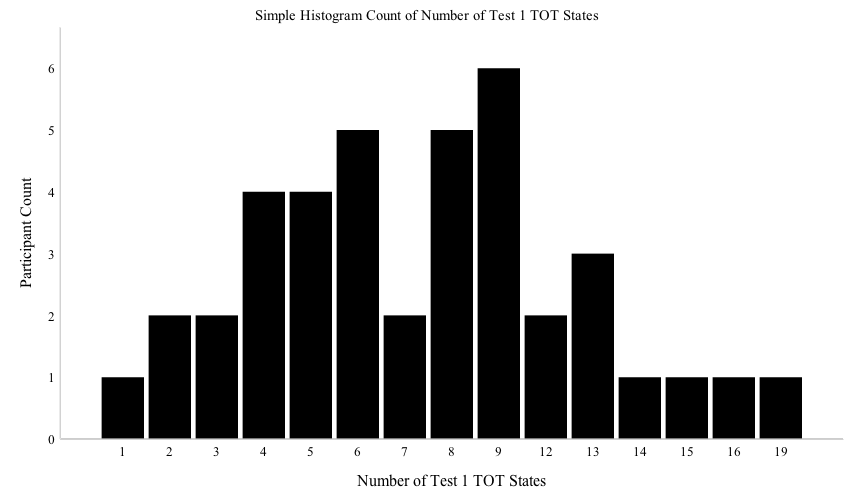 Simple Histogram Count of Number of Test 1 TOT States
6
5
4
3
2
1
0
Participant Count
1 2 3 4 5 6 7 8 9 12 13 14 15 16 19
Number of Test 1 TOT States